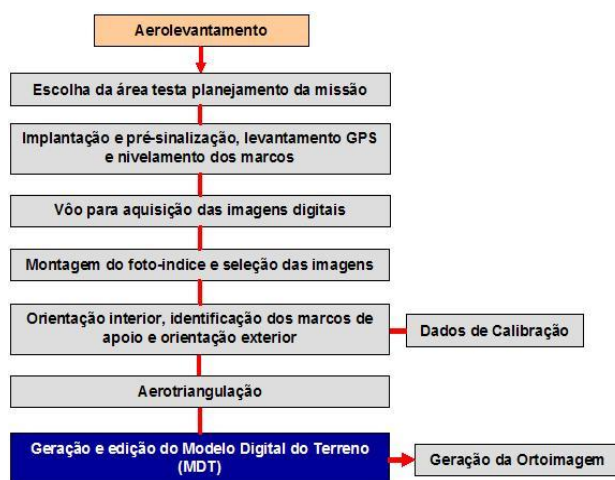 Aerolevantamento
Escolha da área testa planejamento da missão
Implantação e pré-sinalização, levantamento GPS
e nivelamento dos marcos
Vôo para aquisição das imagens digitais
Montagem do foto-índice e seleção das imagens
Orientação interior, identificação dos marcos de
apoio e orientação exterior
Dados de Calibração
Aerotriangulação
Geração e edição do Modelo Digital do Terreno
(MDT)
Geração da Ortoimagem